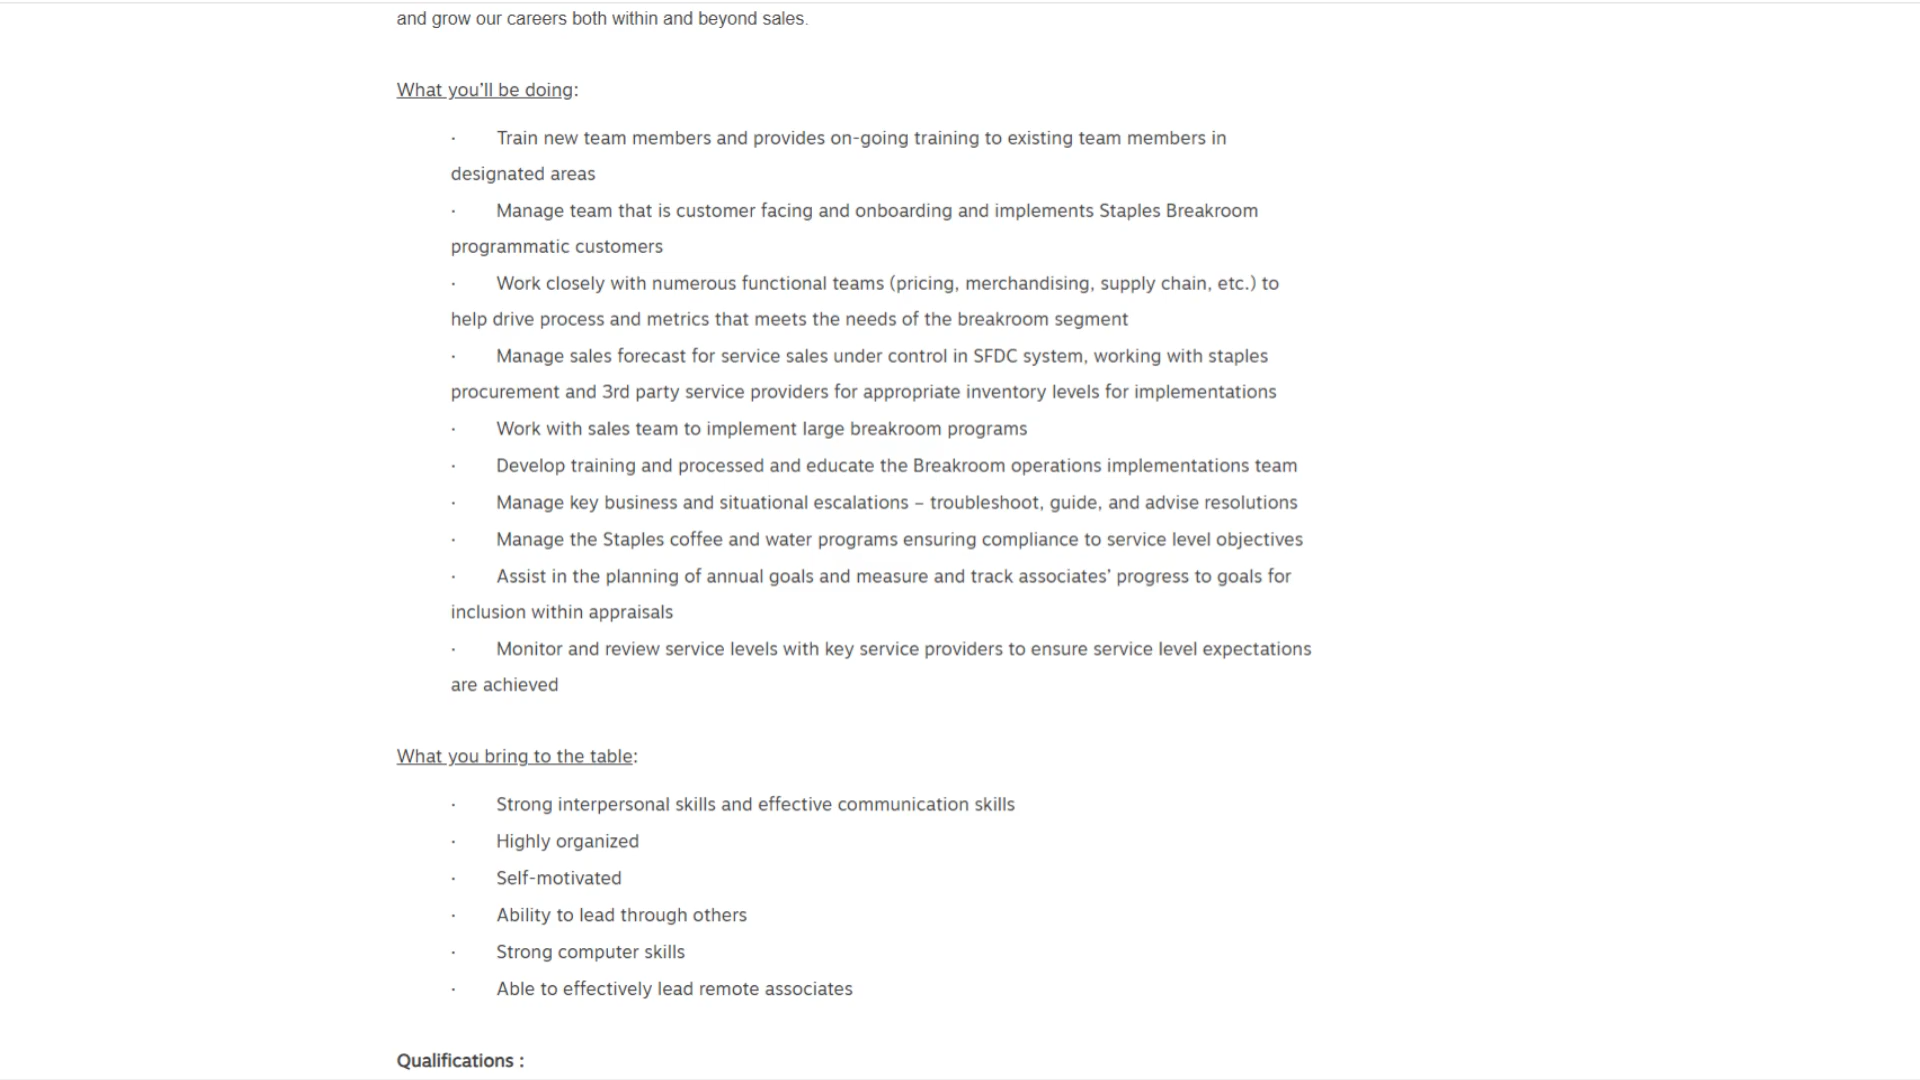 and grow our careers both within and beyond sales.
What you'll be doing:
· Train new team members and provides on-going training to existing team members in
designated areas
· Manage team that is customer facing and onboarding and implements Staples Breakroom
programmatic customers
· Work closely with numerous functional teams (pricing, merchandising, supply chain, etc.) to
help drive process and metrics that meets the needs of the breakroom segment
· Manage sales forecast for service sales under control in SFDC system, working with staples
procurement and 3rd party service providers for appropriate inventory levels for implementations
· Work with sales team to implement large breakroom programs
· Develop training and processed and educate the Breakroom operations implementations team
· Manage key business and situational escalations – troubleshoot, guide, and advise resolutions
· Manage the Staples coffee and water programs ensuring compliance to service level objectives
· Assist in the planning of annual goals and measure and track associates’ progress to goals for
inclusion within appraisals
· Monitor and review service levels with key service providers to ensure service level expectations
are achieved
What you bring to the table:
· Strong interpersonal skills and effective communication skills
· Highly organized
· Self-motivated
· Ability to lead through others
· Strong computer skills
· Able to effectively lead remote associates
Qualifications :